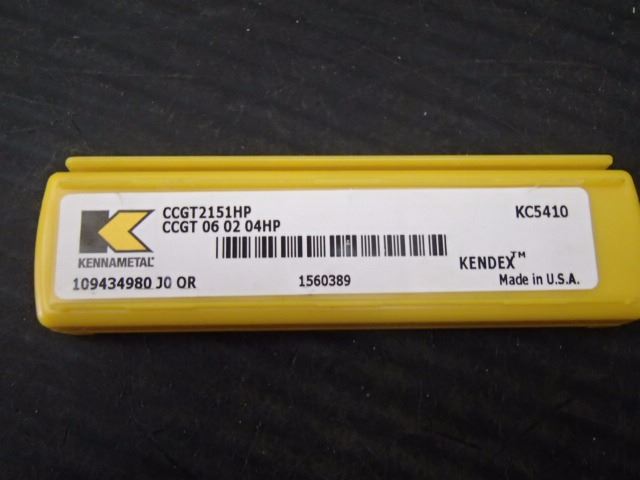 CCGT2151HP
CCGT 06 02 04HP
KC5410
KENNAMETAL
KENDEX™
109434980 J0 OR
1560389
Made in U.S.A.